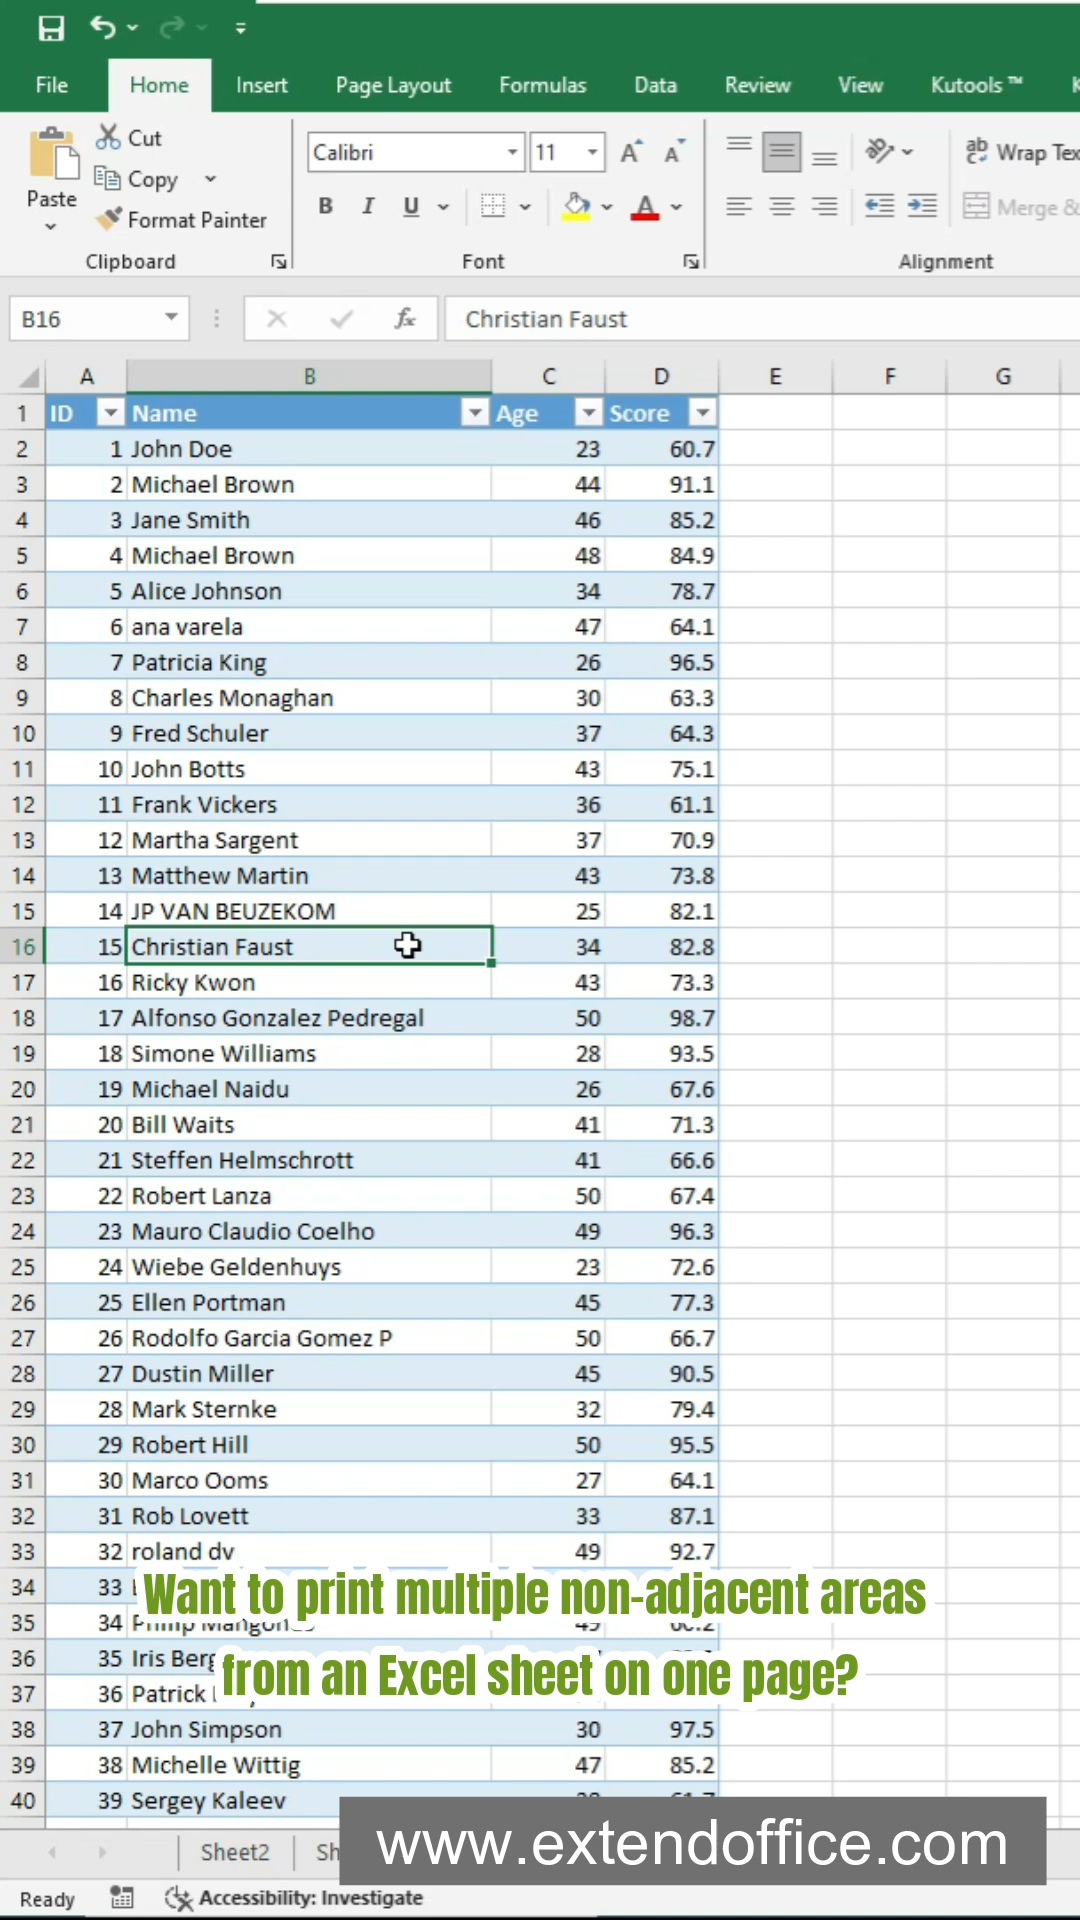 File Home Insert Page Layout Formulas Data Review View Kutools ™
Cut
Copy
Paste
Format Painter
Clipboard
Calibri 11
B I U
Font
Wrap
Merge &
Alignment
B16 fx Christian Faust
A B C D E F G
1 ID Name Age Score
2 1 John Doe 23 60.7
3 2 Michael Brown 44 91.1
4 3 Jane Smith 46 85.2
5 4 Michael Brown 48 84.9
6 5 Alice Johnson 34 78.7
7 6 ana varela 47 64.1
8 7 Patricia King 26 96.5
9 8 Charles Monaghan 30 63.3
10 9 Fred Schuler 37 64.3
11 10 John Botts 43 75.1
12 11 Frank Vickers 36 61.1
13 12 Martha Sargent 37 70.9
14 13 Matthew Martin 43 73.8
15 14 JP VAN BEUZEKOM 25 82.1
16 15 Christian Faust 34 82.8
17 16 Ricky Kwon 43 73.3
18 17 Alfonso Gonzalez Pedregal 50 98.7
19 18 Simone Williams 28 93.5
20 19 Michael Naidu 26 67.6
21 20 Bill Waits 41 71.3
22 21 Steffen Helmschrott 41 66.6
23 22 Robert Lanza 50 67.4
24 23 Mauro Claudio Coelho 49 96.3
25 24 Wiebe Geldenhuys 23 72.6
26 25 Ellen Portman 45 77.3
27 26 Rodolfo Garcia Gomez P 50 66.7
28 27 Dustin Miller 45 90.5
29 28 Mark Sternke 32 79.4
30 29 Robert Hill 50 95.5
31 30 Marco Ooms 27 64.1
32 31 Rob Lovett 33 87.1
33 32 roland dv 49 92.7
34 33
Want to print multiple non-adjacent areas
35 34
36 35 Iris
from an Excel sheet on one page?
37 36 Patrick
38 37 John Simpson 30 97.5
39 38 Michelle Wittig 47 85.2
40 39 Sergey Kaleev
www.extendoffice.com
Sheet2
Ready Accessibility: Investigate